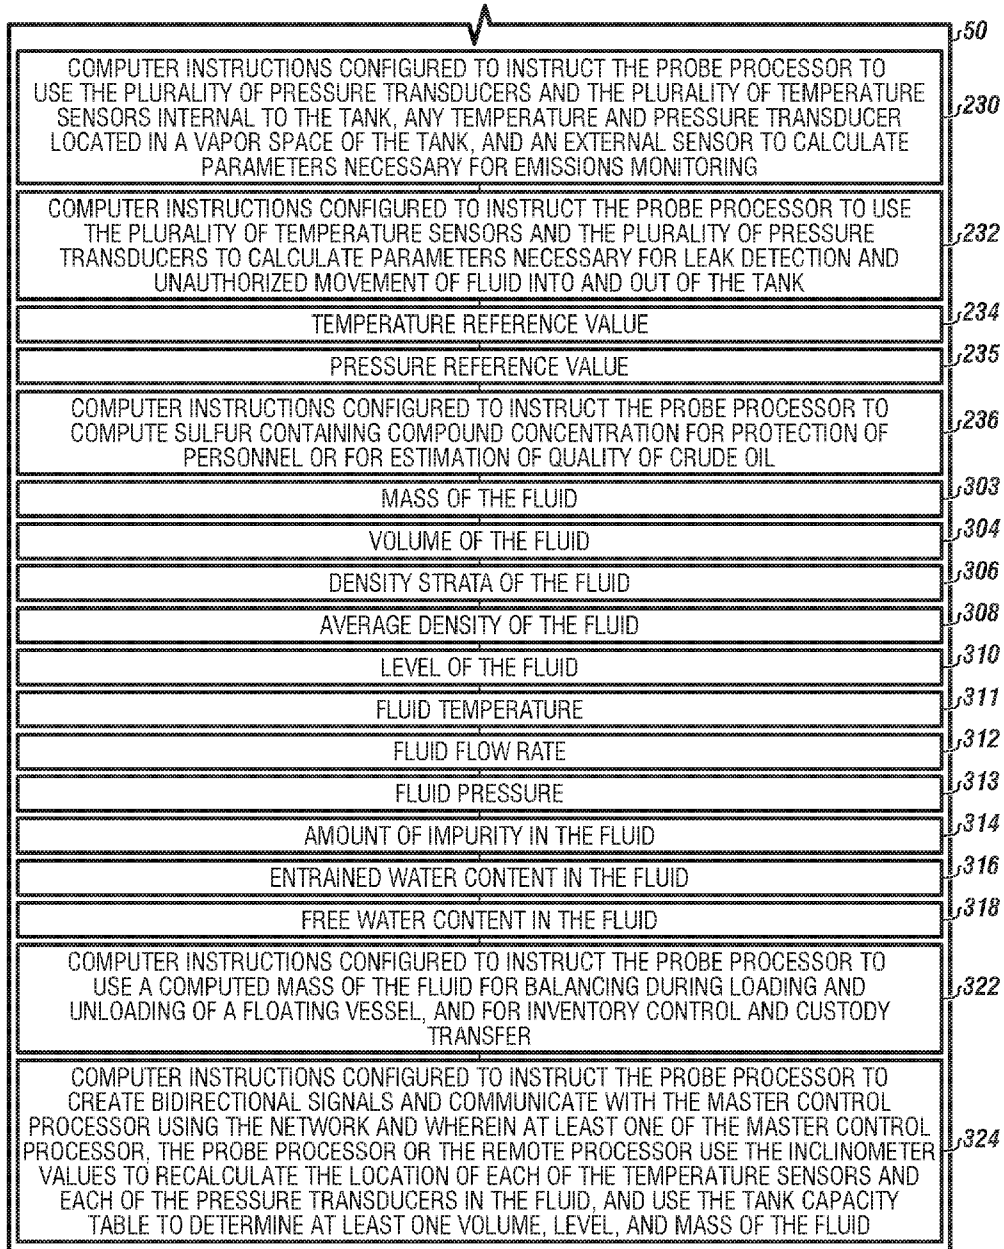 50
COMPUTER INSTRUCTIONS CONFIGURED TO INSTRUCT THE PROBE PROCESSOR TO
USE THE PLURALITY OF PRESSURE TRANSDUCERS AND THE PLURALITY OF TEMPERATURE
SENSORS INTERNAL TO THE TANK, ANY TEMPERATURE AND PRESSURE TRANSDUCER
LOCATED IN A VAPOR SPACE OF THE TANK, AND AN EXTERNAL SENSOR TO CALCULATE
PARAMETERS NECESSARY FOR EMISSIONS MONITORING
230
COMPUTER INSTRUCTIONS CONFIGURED TO INSTRUCT THE PROBE PROCESSOR TO USE
THE PLURALITY OF TEMPERATURE SENSORS AND THE PLURALITY OF PRESSURE
TRANSDUCERS TO CALCULATE PARAMETERS NECESSARY FOR LEAK DETECTION AND
UNAUTHORIZED MOVEMENT OF FLUID INTO AND OUT OF THE TANK
232
TEMPERATURE REFERENCE VALUE
234
PRESSURE REFERENCE VALUE
235
COMPUTER INSTRUCTIONS CONFIGURED TO INSTRUCT THE PROBE PROCESSOR TO
COMPUTE SULFUR CONTAINING COMPOUND CONCENTRATION FOR PROTECTION OF
PERSONNEL OR FOR ESTIMATION OF QUALITY OF CRUDE OIL
236
MASS OF THE FLUID
303
VOLUME OF THE FLUID
304
DENSITY STRATA OF THE FLUID
306
AVERAGE DENSITY OF THE FLUID
308
LEVEL OF THE FLUID
310
FLUID TEMPERATURE
311
FLUID FLOW RATE
312
FLUID PRESSURE
313
AMOUNT OF IMPURITY IN THE FLUID
314
ENTRAINED WATER CONTENT IN THE FLUID
316
FREE WATER CONTENT IN THE FLUID
318
COMPUTER INSTRUCTIONS CONFIGURED TO INSTRUCT THE PROBE PROCESSOR TO
USE A COMPUTED MASS OF THE FLUID FOR BALANCING DURING LOADING AND
UNLOADING OF A FLOATING VESSEL, AND FOR INVENTORY CONTROL AND CUSTODY
TRANSFER
322
COMPUTER INSTRUCTIONS CONFIGURED TO INSTRUCT THE PROBE PROCESSOR TO
CREATE BIDIRECTIONAL SIGNALS AND COMMUNICATE WITH THE MASTER CONTROL
PROCESSOR USING THE NETWORK AND WHEREIN AT LEAST ONE OF THE MASTER CONTROL
PROCESSOR, THE PROBE PROCESSOR OR THE REMOTE PROCESSOR USE THE INCLINOMETER
VALUES TO RECALCULATE THE LOCATION OF EACH OF THE TEMPERATURE SENSORS AND
EACH OF THE PRESSURE TRANSDUCERS IN THE FLUID, AND USE THE TANK CAPACITY
TABLE TO DETERMINE AT LEAST ONE VOLUME, LEVEL, AND MASS OF THE FLUID
324